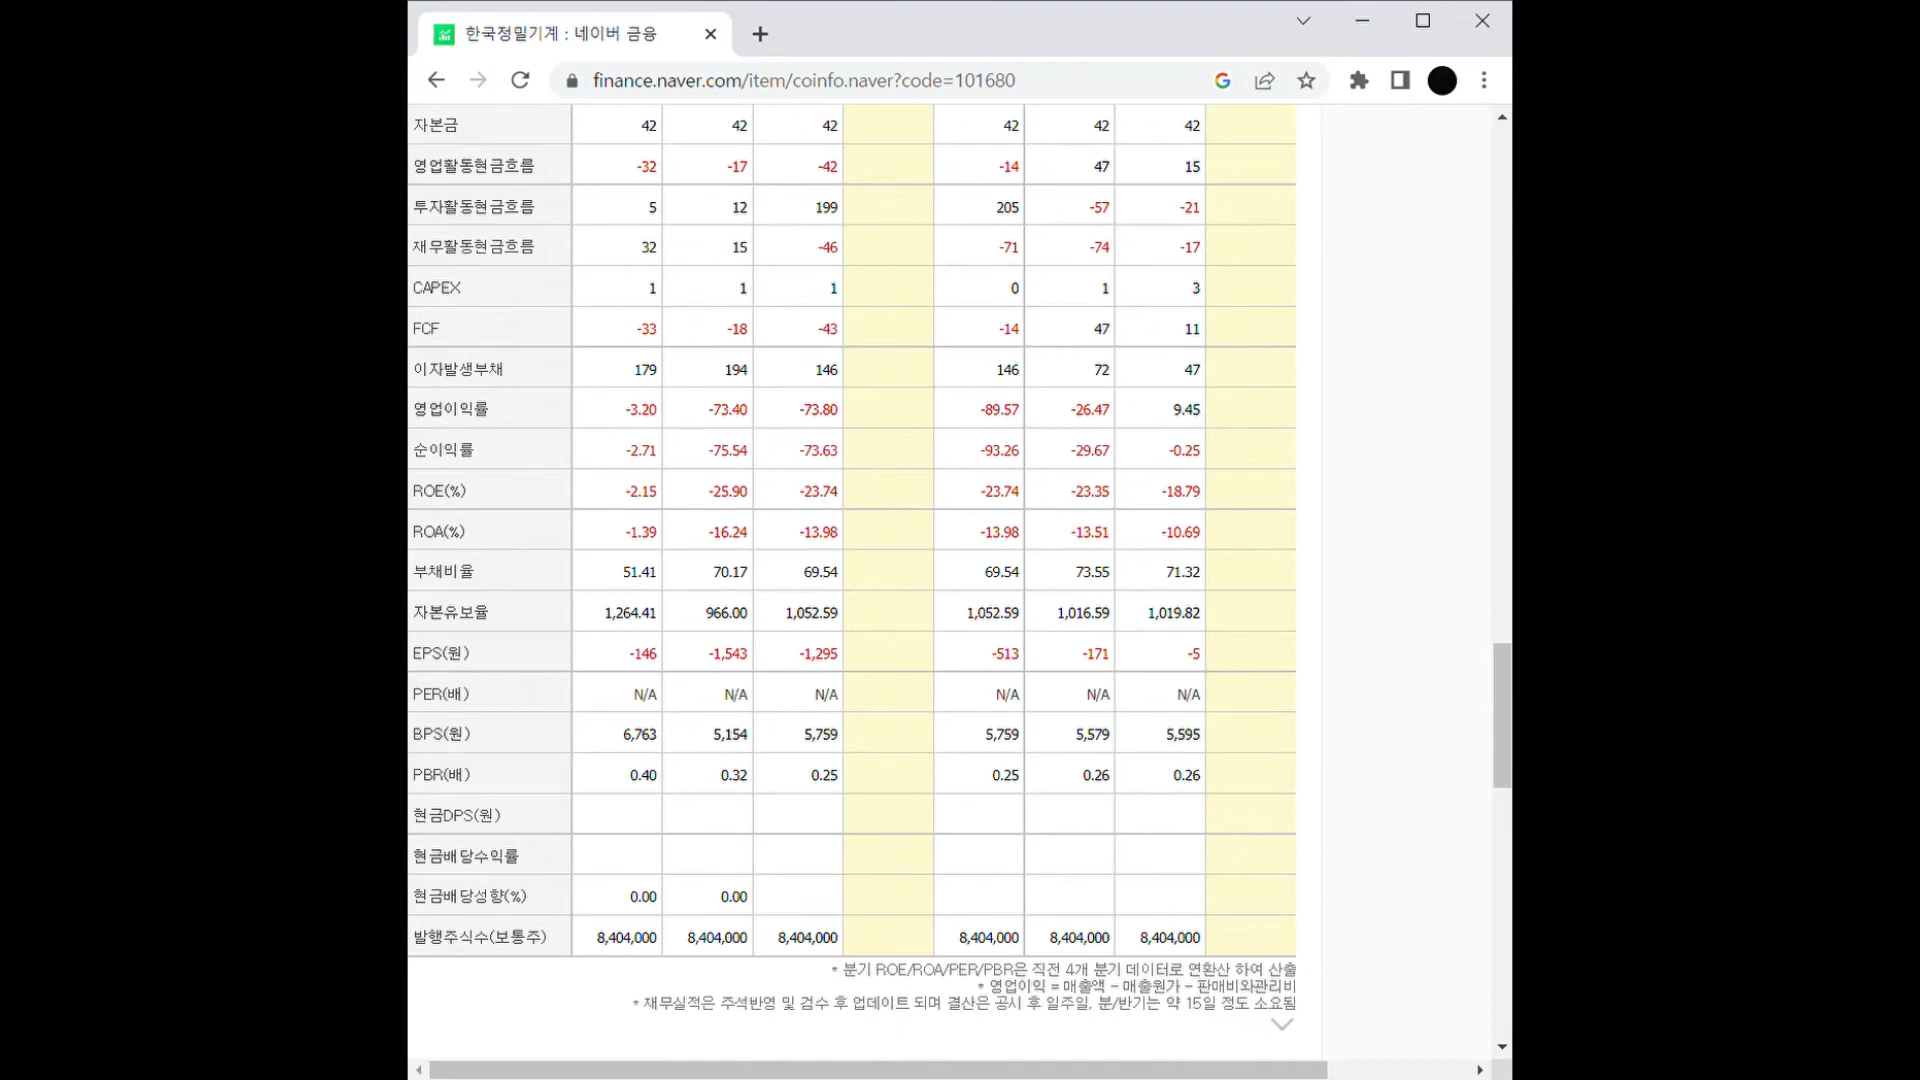 한국정밀기계 : 네이버 금융
finance.naver.com/item/coinfo.naver?code=101680
자본금 42 42 42 42 42 42
영업활동현금흐름 -32 -17 -42 -14 47 15
투자활동현금흐름 5 12 199 205 -57 -21
재무활동현금흐름 32 15 -46 -71 -74 -17
CAPEX 1 1 1 0 1 3
FCF -33 -18 -43 -14 47 11
이자발생부채 179 194 146 146 72 47
영업이익률 -3.20 -73.40 -73.80 -89.57 -26.47 9.45
순이익률 -2.71 -75.54 -73.63 -93.26 -29.67 -0.25
ROE(%) -2.15 -25.90 -23.74 -23.74 -23.35 -18.79
ROA(%) -1.39 -16.24 -13.98 -13.98 -13.51 -10.69
부채비율 51.41 70.17 69.54 69.54 73.55 71.32
자본유보율 1,264.41 966.00 1,052.59 1,052.59 1,016.59 1,019.82
EPS(원) -146 -1,543 -1,295 -513 -171 -5
PER(배) N/A N/A N/A N/A N/A N/A
BPS(원) 6,763 5,154 5,759 5,759 5,579 5,595
PBR(배) 0.40 0.32 0.25 0.25 0.26 0.26
현금DPS(원)
현금배당수익률
현금배당성향(%) 0.00 0.00
발행주식수(보통주) 8,404,000 8,404,000 8,404,000 8,404,000 8,404,000 8,404,000
* 분기 ROE/ROA/PER/PBR은 직전 4개 분기 데이터로 연환산 하여 산출
* 영업이익 = 매출액 - 매출원가 - 판매비와관리비
* 재무실적은 주석반영 및 검수 후 업데이트 되며 결산은 공시 후 일주일, 분/반기는 약 15일 정도 소요됨